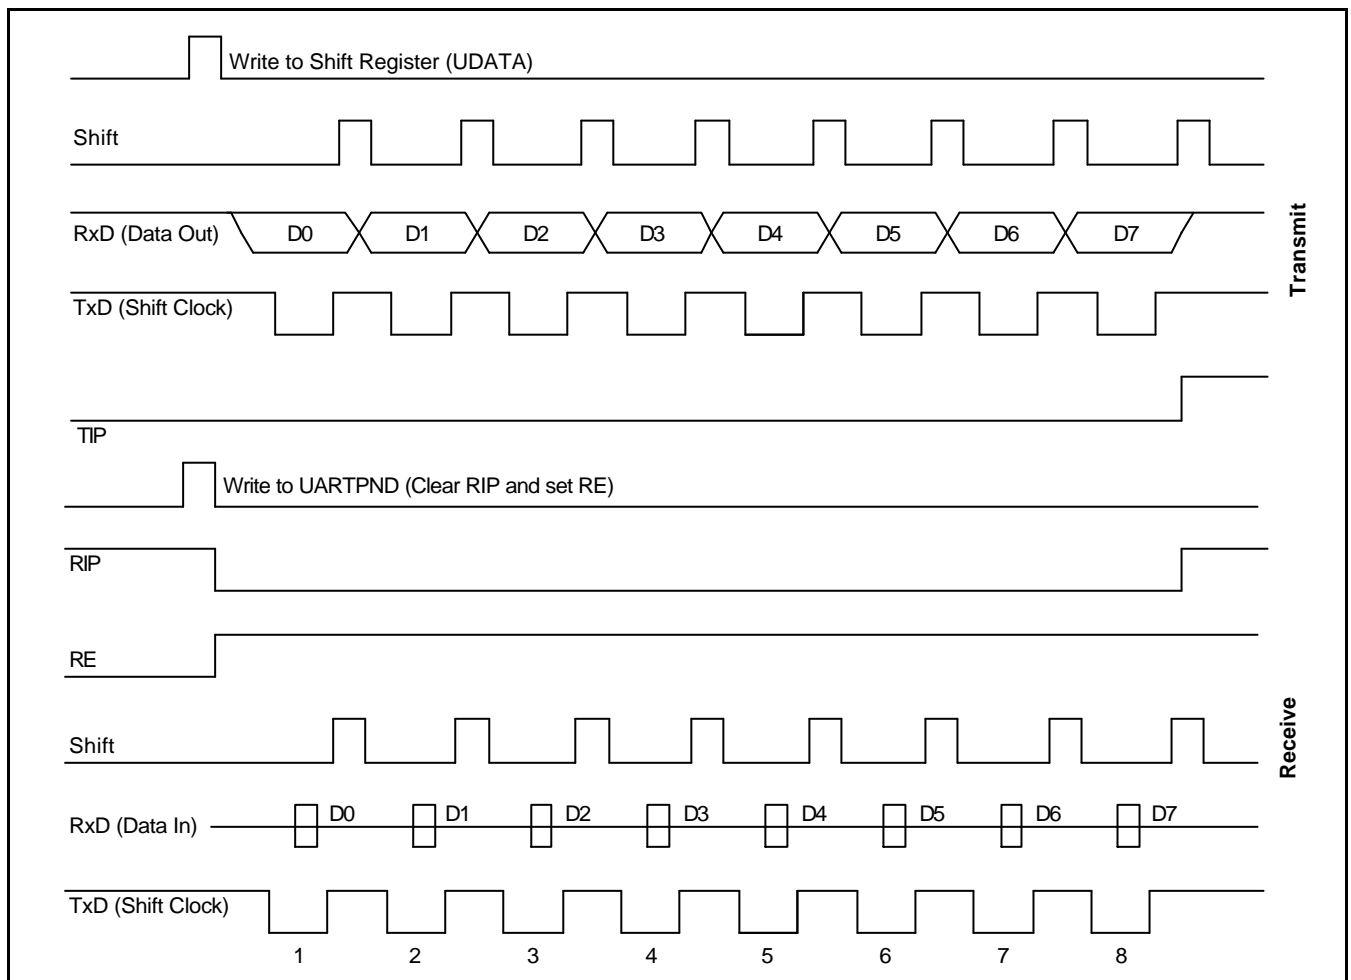 Write to Shift Register (UDATA)
Shift
RxD (Data Out) D0 D1 D2 D3 D4 D5 D6 D7
TxD (Shift Clock)
TIP
Transmit
Write to UARTPND (Clear RIP and set RE)
RIP
RE
Shift
RxD (Data In) D0 D1 D2 D3 D4 D5 D6 D7
TxD (Shift Clock)
1 2 3 4 5 6 7 8
Receive